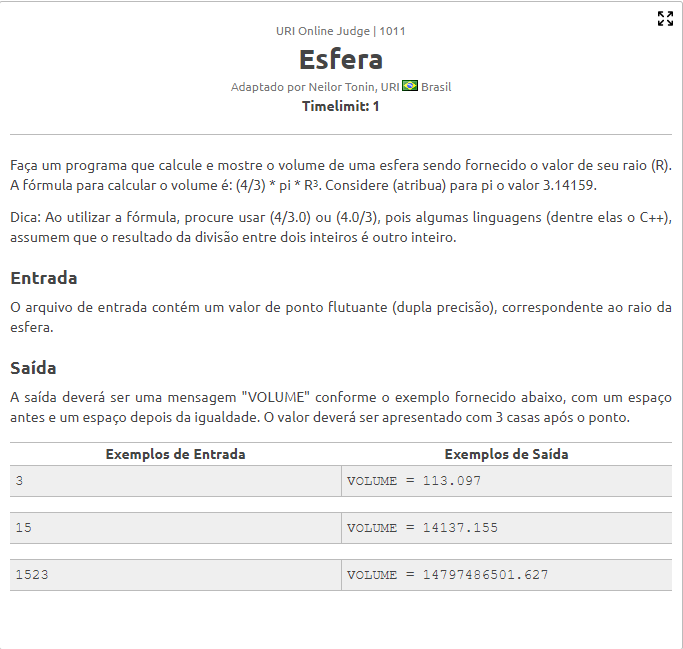 URI Online Judge | 1011
Esfera
Adaptado por Neilor Tonin, URI Brasil
Timelimit: 1
Faça um programa que calcule e mostre o volume de uma esfera sendo fornecido o valor de seu raio (R).
A fórmula para calcular o volume é: (4/3) * pi * R³. Considere (atribua) para pi o valor 3.14159.
Dica: Ao utilizar a fórmula, procure usar (4/3.0) ou (4.0/3), pois algumas linguagens (dentre elas o C++),
assumem que o resultado da divisão entre dois inteiros é outro inteiro.
Entrada
O arquivo de entrada contém um valor de ponto flutuante (dupla precisão), correspondente ao raio da
esfera.
Saída
A saída deverá ser uma mensagem "VOLUME" conforme o exemplo fornecido abaixo, com um espaço
antes e um espaço depois da igualdade. O valor deverá ser apresentado com 3 casas após o ponto.
Exemplos de Entrada Exemplos de Saída
3 VOLUME = 113.097
15 VOLUME = 14137.155
1523 VOLUME = 14797486501.627